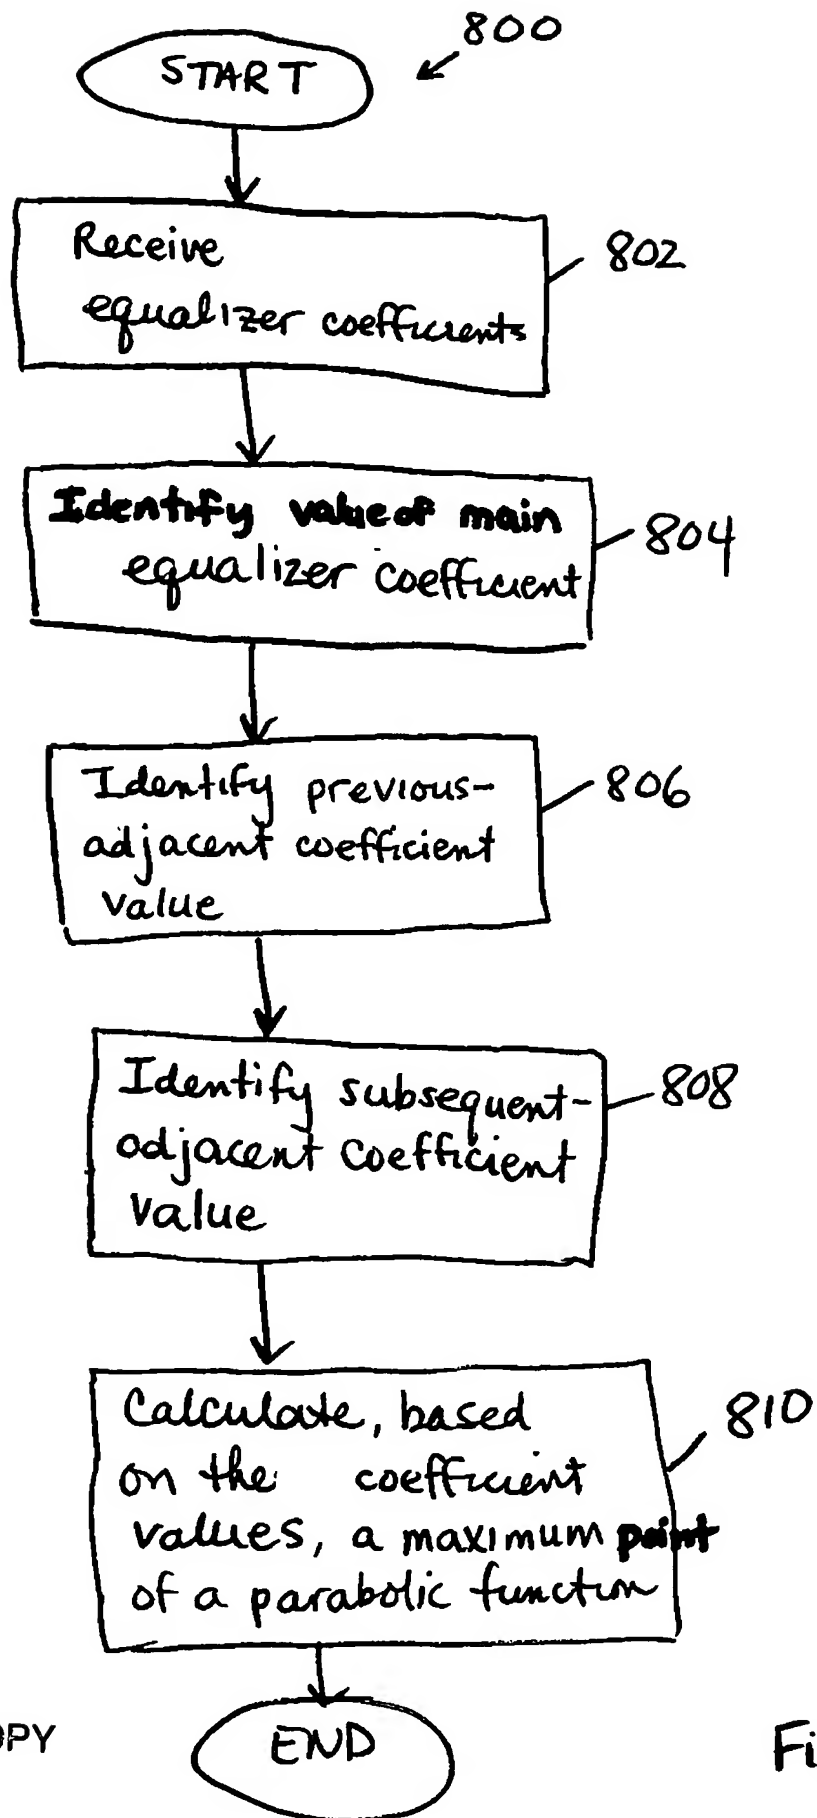 800
START
Receive
equalizer coefficients
802
Identify value of main
equalizer coefficient
804
Identify previous-
adjacent coefficient
value
806
Identify subsequent-
adjacent coefficient
value
808
Calculate, based
on the coefficient
values, a maximum point
of a parabolic function
810
END